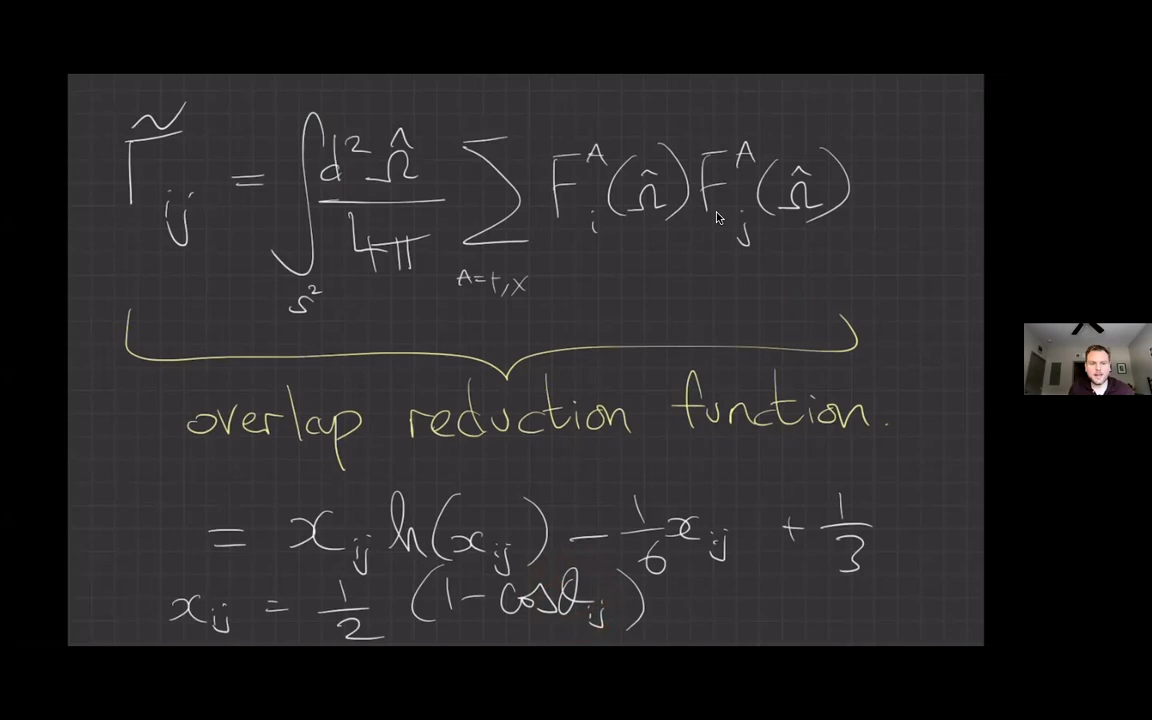 Γ̃ᵢⱼ = ∫_{S²} d²Ω̂/4π Σ_{A=+,x} Fᵢᴬ(Ω̂) Fⱼᴬ(Ω̂)
overlap reduction function.
= xᵢⱼ ln(xᵢⱼ) − 1/6 xᵢⱼ + 1/3
xᵢⱼ = 1/2 (1 − cosθᵢⱼ)